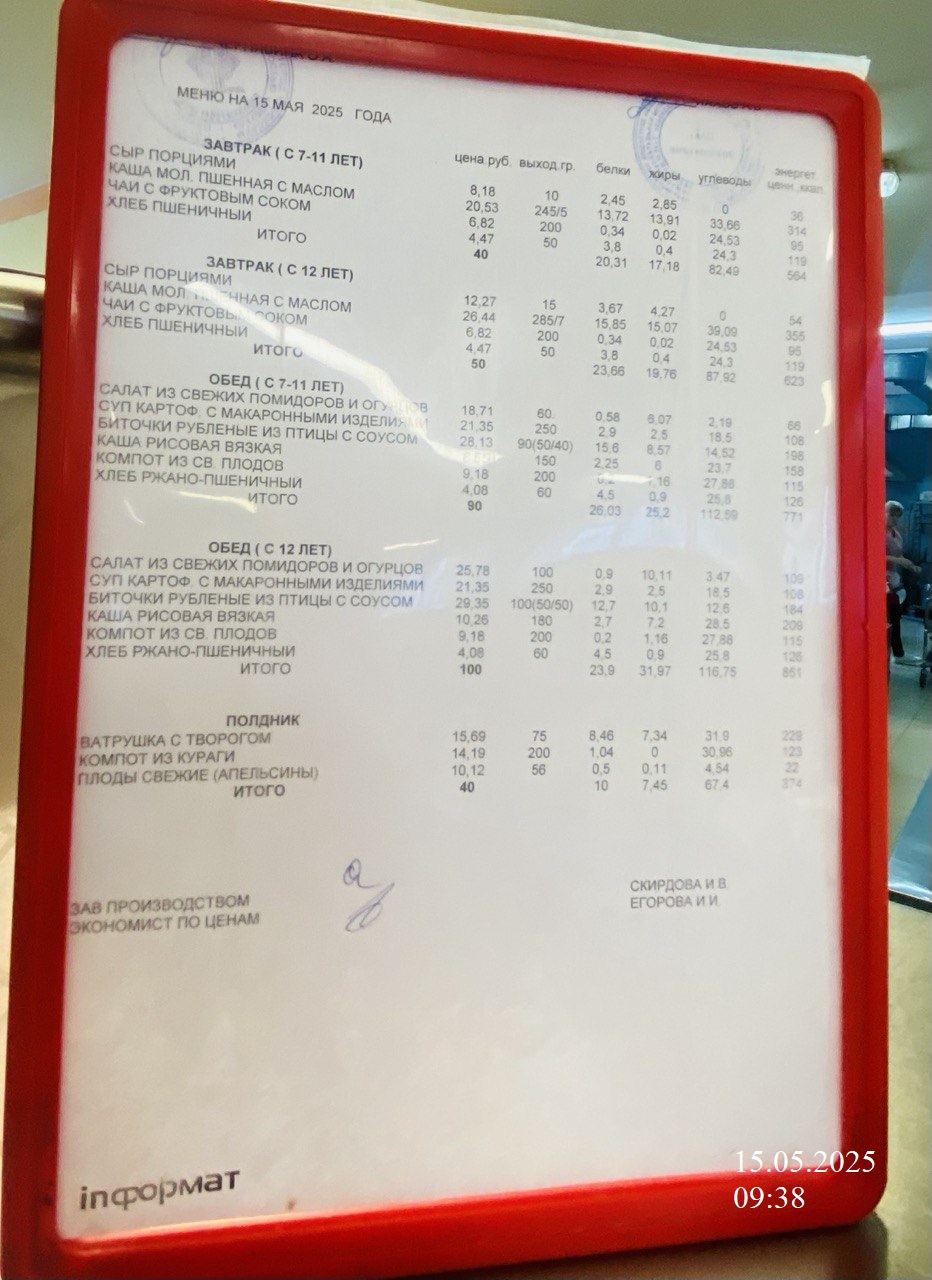 МЕНЮ НА 15 МАЯ 2025 ГОДА
цена.руб. выход.гр. белки жиры углеводы энергет ценн. ккал.
ЗАВТРАК ( С 7-11 ЛЕТ)
СЫР ПОРЦИЯМИ 8,18 10 2,45 2,85 0 36
КАША МОЛ. ПШЕННАЯ С МАСЛОМ 20,53 245/5 13,72 13,91 33,66 314
ЧАЙ С ФРУКТОВЫМ СОКОМ 6,82 200 0,34 0,02 24,53 95
ХЛЕБ ПШЕНИЧНЫЙ 4,47 50 3,8 0,4 24,3 119
ИТОГО 40 20,31 17,18 82,49 564
ЗАВТРАК ( С 12 ЛЕТ)
СЫР ПОРЦИЯМИ 12,27 15 3,67 4,27 0 54
КАША МОЛ. ПШЕННАЯ С МАСЛОМ 26,44 285/7 15,85 15,07 39,09 355
ЧАЙ С ФРУКТОВЫМ СОКОМ 6,82 200 0,34 0,02 24,53 95
ХЛЕБ ПШЕНИЧНЫЙ 4,47 50 3,8 0,4 24,3 119
ИТОГО 50 23,66 19,76 87,92 623
ОБЕД ( С 7-11 ЛЕТ)
САЛАТ ИЗ СВЕЖИХ ПОМИДОРОВ И ОГУРЦОВ 18,71 60. 0,58 6,07 2,19 66
СУП КАРТОФ. С МАКАРОННЫМИ ИЗДЕЛИЯМИ 21,35 250 2,9 2,5 18,5 108
БИТОЧКИ РУБЛЕНЫЕ ИЗ ПТИЦЫ С СОУСОМ 28,13 90(50/40) 15,6 8,57 14,52 198
КАША РИСОВАЯ ВЯЗКАЯ 150 2,25 6 23,7 158
КОМПОТ ИЗ СВ. ПЛОДОВ 9,18 200 0,2 1,16 27,88 115
ХЛЕБ РЖАНО-ПШЕНИЧНЫЙ 4,08 60 4,5 0,9 25,8 126
ИТОГО 90 26,03 25,2 112,59 771
ОБЕД ( С 12 ЛЕТ)
САЛАТ ИЗ СВЕЖИХ ПОМИДОРОВ И ОГУРЦОВ 25,78 100 0,9 10,11 3,47 109
СУП КАРТОФ. С МАКАРОННЫМИ ИЗДЕЛИЯМИ 21,35 250 2,9 2,5 18,5 108
БИТОЧКИ РУБЛЕНЫЕ ИЗ ПТИЦЫ С СОУСОМ 29,35 100(50/50) 12,7 10,1 12,6 184
КАША РИСОВАЯ ВЯЗКАЯ 10,26 180 2,7 7,2 28,5 209
КОМПОТ ИЗ СВ. ПЛОДОВ 9,18 200 0,2 1,16 27,88 115
ХЛЕБ РЖАНО-ПШЕНИЧНЫЙ 4,08 60 4,5 0,9 25,8 126
ИТОГО 100 23,9 31,97 116,75 851
ПОЛДНИК
ВАТРУШКА С ТВОРОГОМ 15,69 75 8,46 7,34 31,9 229
КОМПОТ ИЗ КУРАГИ 14,19 200 1,04 0 30,96 123
ПЛОДЫ СВЕЖИЕ (АПЕЛЬСИНЫ) 10,12 56 0,5 0,11 4,54 22
ИТОГО 40 10 7,45 67,4 374
ЗАВ ПРОИЗВОДСТВОМ СКИРДОВА И.В.
ЭКОНОМИСТ ПО ЦЕНАМ ЕГОРОВА И.И.
inформат
15.05.2025
09:38